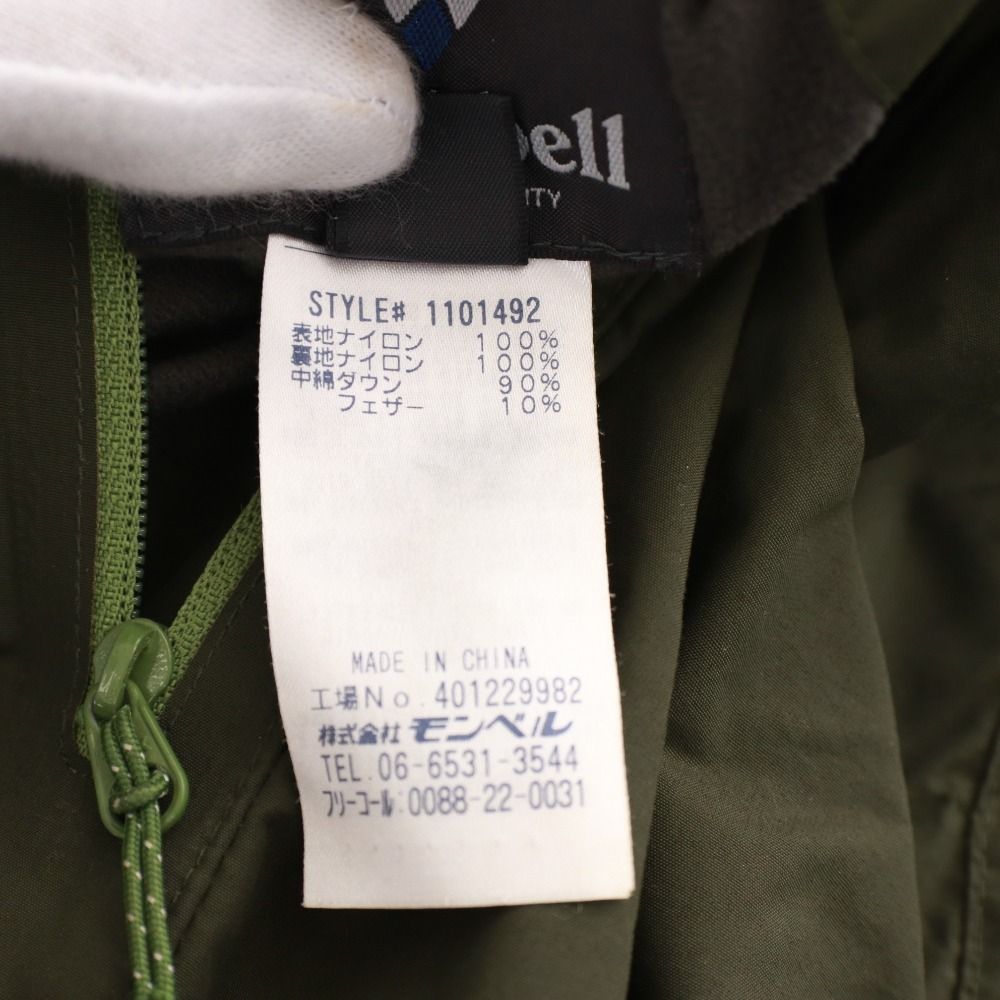 bell
STYLE# 1101492
表地ナイロン 100%
裏地ナイロン 100%
中綿ダウン 90%
フェザー 10%
MADE IN CHINA
工場No. 401229982
株式会社 モンベル
TEL.06-6531-3544
フリーコール:0088-22-0031